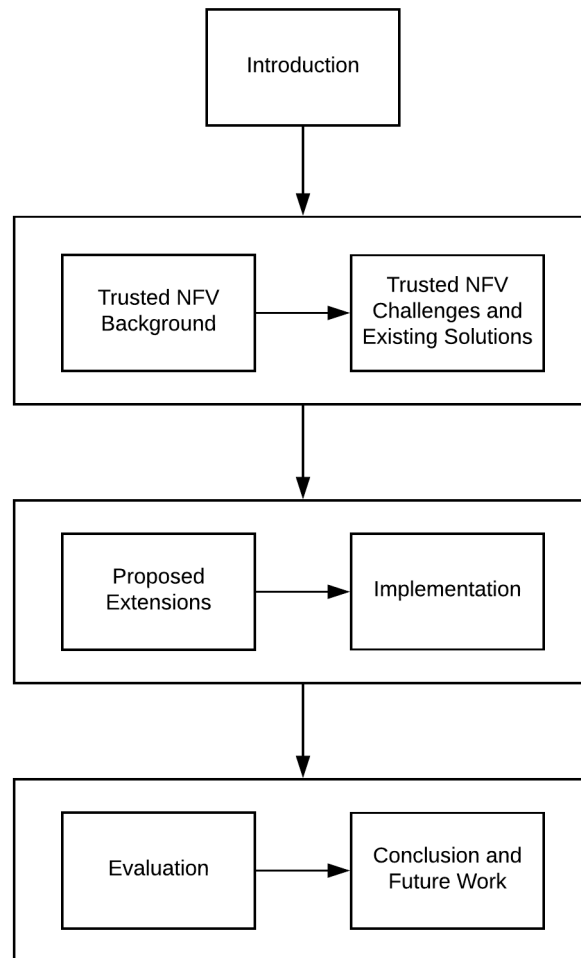 Introduction
Trusted NFV
Background
Trusted NFV
Challenges and
Existing Solutions
Proposed
Extensions
Implementation
Evaluation
Conclusion and
Future Work